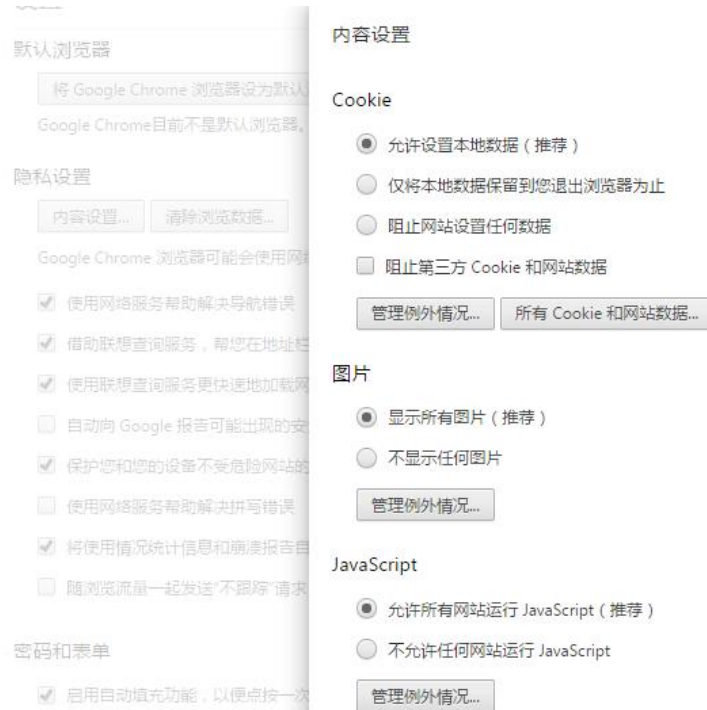 默认浏览器
将 Google Chrome 浏览器设为默认
Google Chrome目前不是默认浏览器。
隐私设置
内容设置...
清除浏览数据...
Google Chrome 浏览器可能会使用网
使用网络服务帮助解决导航错误
借助联想查询服务，帮您在地址栏
使用联想查询服务更快速地加载网
自动向 Google 报告可能出现的安
保护您和您的设备不受危险网站的
使用网络服务帮助解决拼写错误
将使用情况统计信息和崩溃报告自
随浏览流量一起发送“不跟踪”请求
密码和表单
启用自动填充功能，以便点按一次
内容设置
Cookie
允许设置本地数据（推荐）
仅将本地数据保留到您退出浏览器为止
阻止网站设置任何数据
阻止第三方 Cookie 和网站数据
管理例外情况...
所有 Cookie 和网站数据...
图片
显示所有图片（推荐）
不显示任何图片
管理例外情况...
JavaScript
允许所有网站运行 JavaScript（推荐）
不允许任何网站运行 JavaScript
管理例外情况...